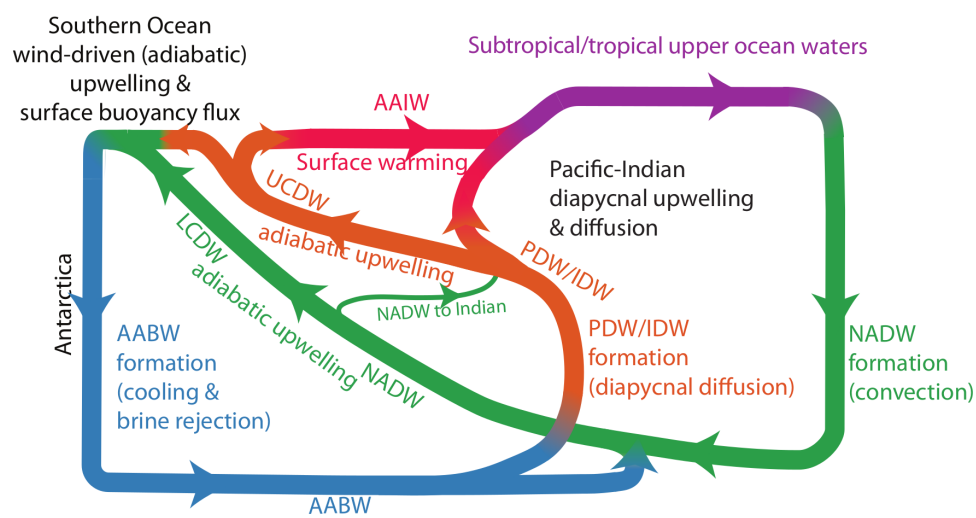 Southern Ocean
wind-driven (adiabatic)
upwelling &
surface buoyancy flux
Subtropical/tropical upper ocean waters
AAIW
Surface warming
Pacific-Indian
diapycnal upwelling
& diffusion
UCDW
adiabatic upwelling
PDW/IDW
LCDW
adiabatic upwelling
NADW
NADW to Indian
Antarctica
AABW
formation
(cooling &
brine rejection)
PDW/IDW
formation
(diapycnal diffusion)
NADW
formation
(convection)
AABW